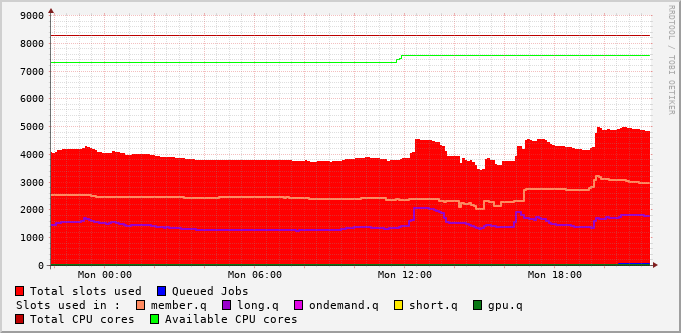 9000
8000
7000
6000
5000
4000
3000
2000
1000
0
Mon 00:00 Mon 06:00 Mon 12:00 Mon 18:00
RRDTOOL / TOBI OETIKER
Total slots used Queued Jobs
Slots used in : member.q long.q ondemand.q short.q gpu.q
Total CPU cores Available CPU cores